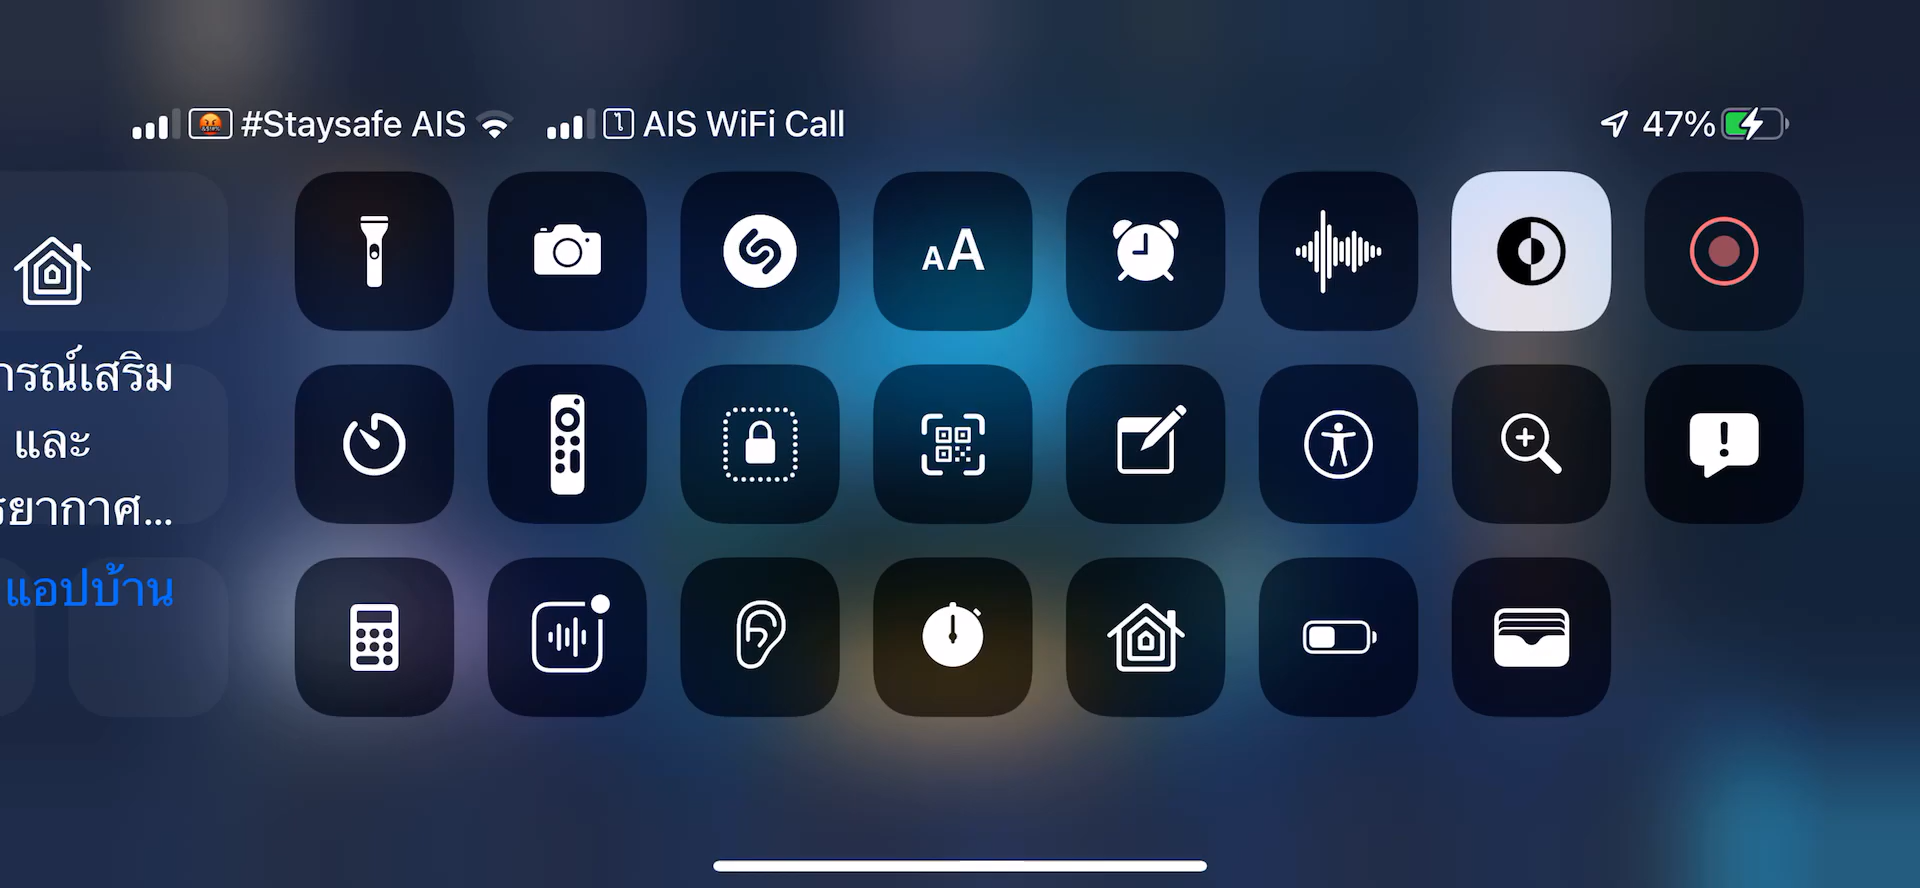 #Staysafe AIS
AIS WiFi Call
47%
AA
รณ์เสริม
และ
ยากาศ...
แอปบ้าน